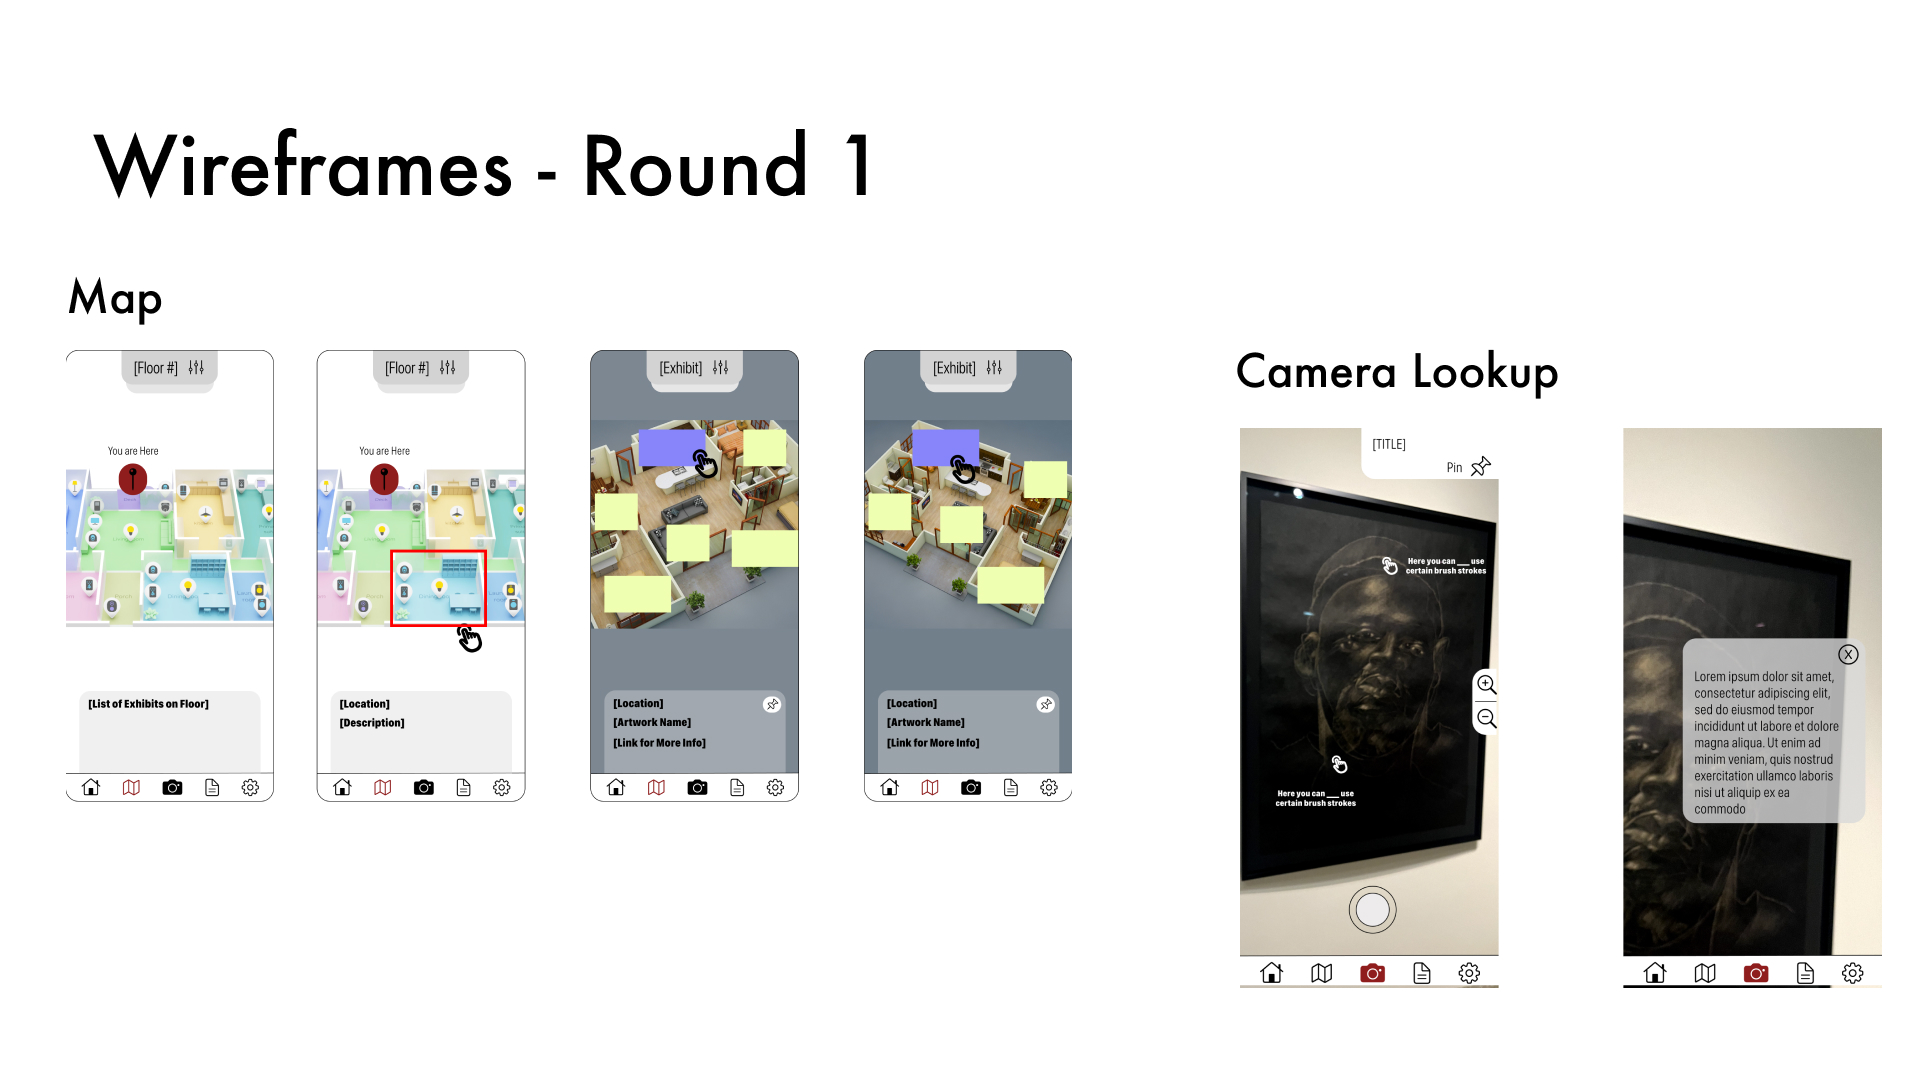 Wireframes - Round 1
Map
[Floor #]
You are Here
[List of Exhibits on Floor]
[Floor #]
You are Here
[Location]
[Description]
[Exhibit]
[Location]
[Artwork Name]
[Link for More Info]
[Exhibit]
[Location]
[Artwork Name]
[Link for More Info]
Camera Lookup
[TITLE]
Pin
Here you can ___ use
certain brush strokes
Here you can ___ use
certain brush strokes
X
Lorem ipsum dolor sit amet,
consectetur adipiscing elit,
sed do eiusmod tempor
incididunt ut labore et dolore
magna aliqua. Ut enim ad
minim veniam, quis nostrud
exercitation ullamco laboris
nisi ut aliquip ex ea
commodo